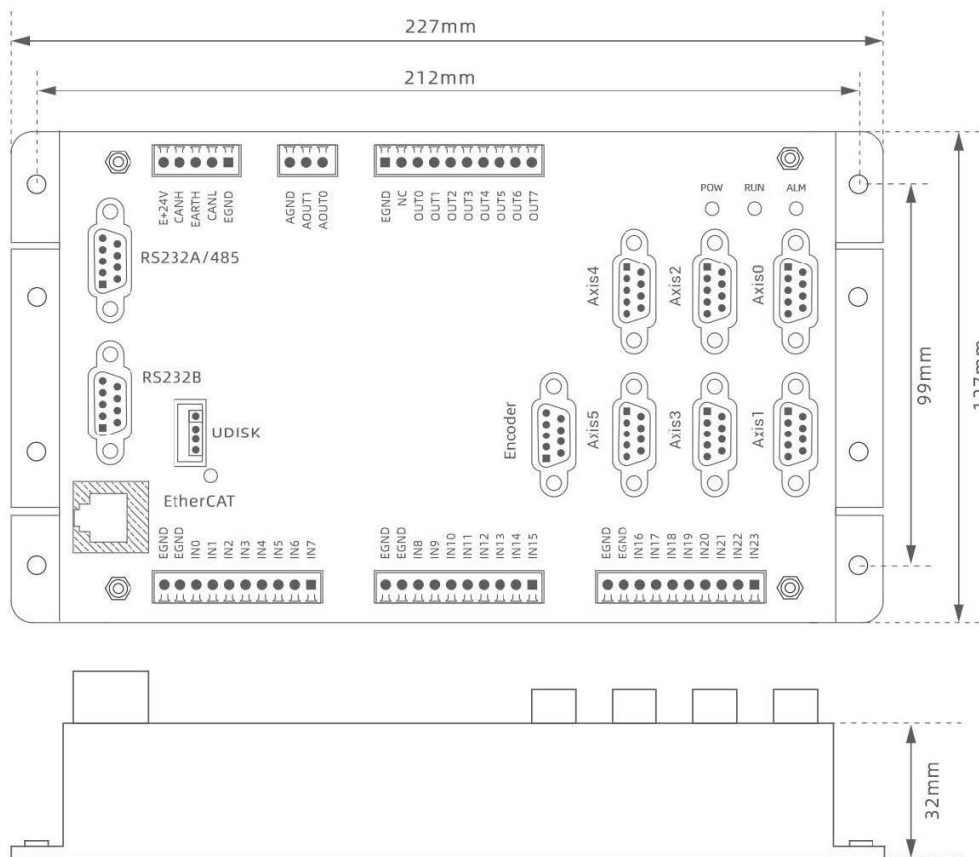 227mm
212mm
E+24V
CANH
EARTH
CANL
EGND
AGND
AOUT1
AOUT0
EGND
NC
OUT0
OUT1
OUT2
OUT3
OUT4
OUT5
OUT6
OUT7
POW
RUN
ALM
RS232A/485
Axis4
Axis2
Axis0
99mm
RS232B
UDISK
Encoder
Axis5
Axis3
Axis1
EtherCAT
EGND
EGND
IN0
IN1
IN2
IN3
IN4
IN5
IN6
IN7
EGND
EGND
IN8
IN9
IN10
IN11
IN12
IN13
IN14
IN15
EGND
EGND
IN16
IN17
IN18
IN19
IN20
IN21
IN22
IN23
32mm